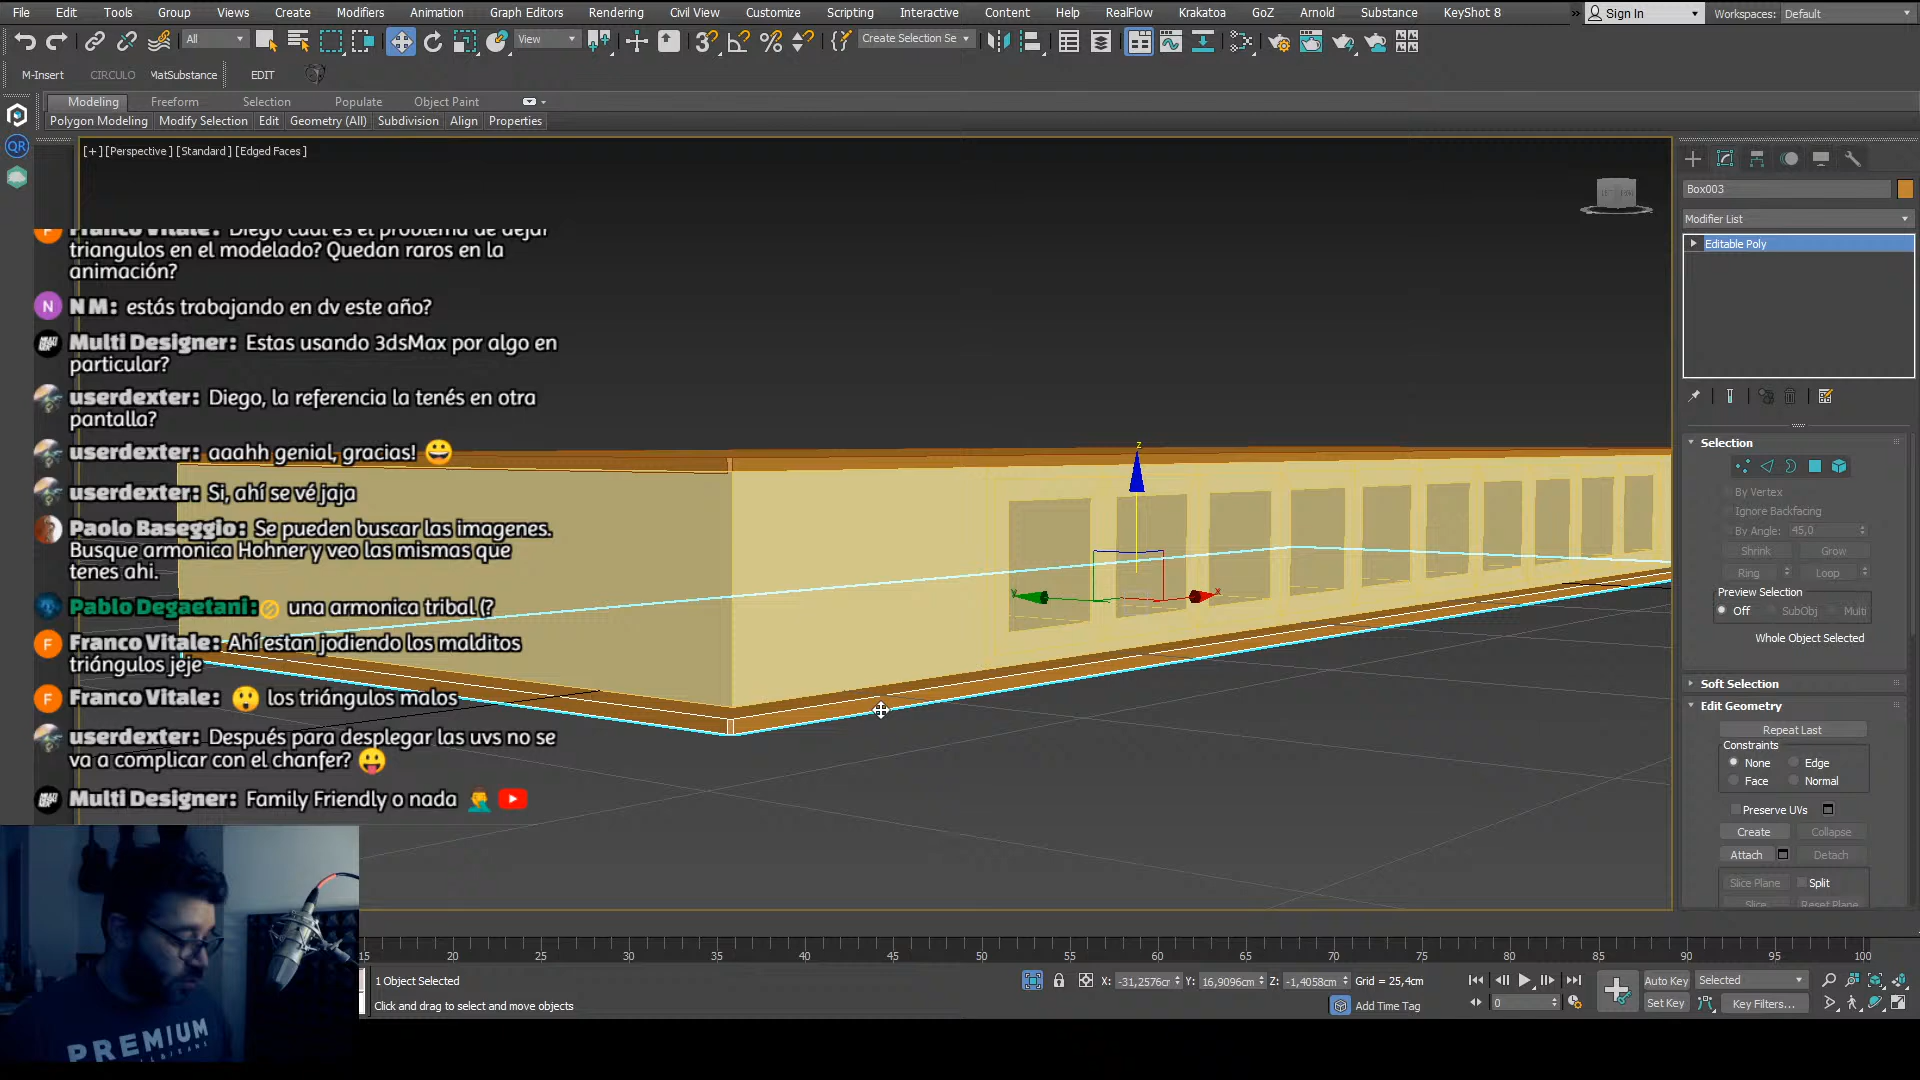 File Edit Tools Group Views Create Modifiers Animation Graph Editors Rendering Civil View Customize Scripting Interactive Content Help RealFlow Krakatoa GoZ Arnold Substance KeyShot 8 » Sign In Workspaces: Default
All View Create Selection Se
M-Insert CIRCULO MatSubstance EDIT
Modeling Freeform Selection Populate Object Paint
Polygon Modeling Modify Selection Edit Geometry (All) Subdivision Align Properties
[+] [Perspective] [Standard] [Edged Faces]
Box003
Modifier List
Editable Poly
Franco Vitale: Diego cual es el problema de dejar
triangulos en el modelado? Quedan raros en la
animación?
N M: estás trabajando en dv este año?
Multi Designer: Estas usando 3dsMax por algo en
particular?
userdexter: Diego, la referencia la tenés en otra
pantalla?
userdexter: aaahh genial, gracias! 😀
userdexter: Si, ahí se vé jaja
Paolo Baseggio: Se pueden buscar las imagenes.
Busque armonica Hohner y veo las mismas que
tenes ahi.
Pablo Degaetani: una armonica tribal (?
Franco Vitale: Ahí estan jodiendo los malditos
triángulos jeje
Franco Vitale: 😲 los triángulos malos
userdexter: Después para desplegar las uvs no se
va a complicar con el chanfer? 😛
Multi Designer: Family Friendly o nada
z
y x
Selection
By Vertex
Ignore Backfacing
By Angle: 45,0
Shrink Grow
Ring Loop
Preview Selection
Off SubObj Multi
Whole Object Selected
Soft Selection
Edit Geometry
Repeat Last
Constraints
None Edge
Face Normal
Preserve UVs
Create Collapse
Attach Detach
Slice Plane Split
Slice Reset Plane
PREMIUM
15 20 25 30 35 40 45 50 55 60 65 70 75 80 85 90 95 100
1 Object Selected
X: -31,2576cm Y: 16,9096cm Z: -1,4058cm Grid = 25,4cm
Auto Key Selected
Click and drag to select and move objects
Add Time Tag
0
Set Key Key Filters...